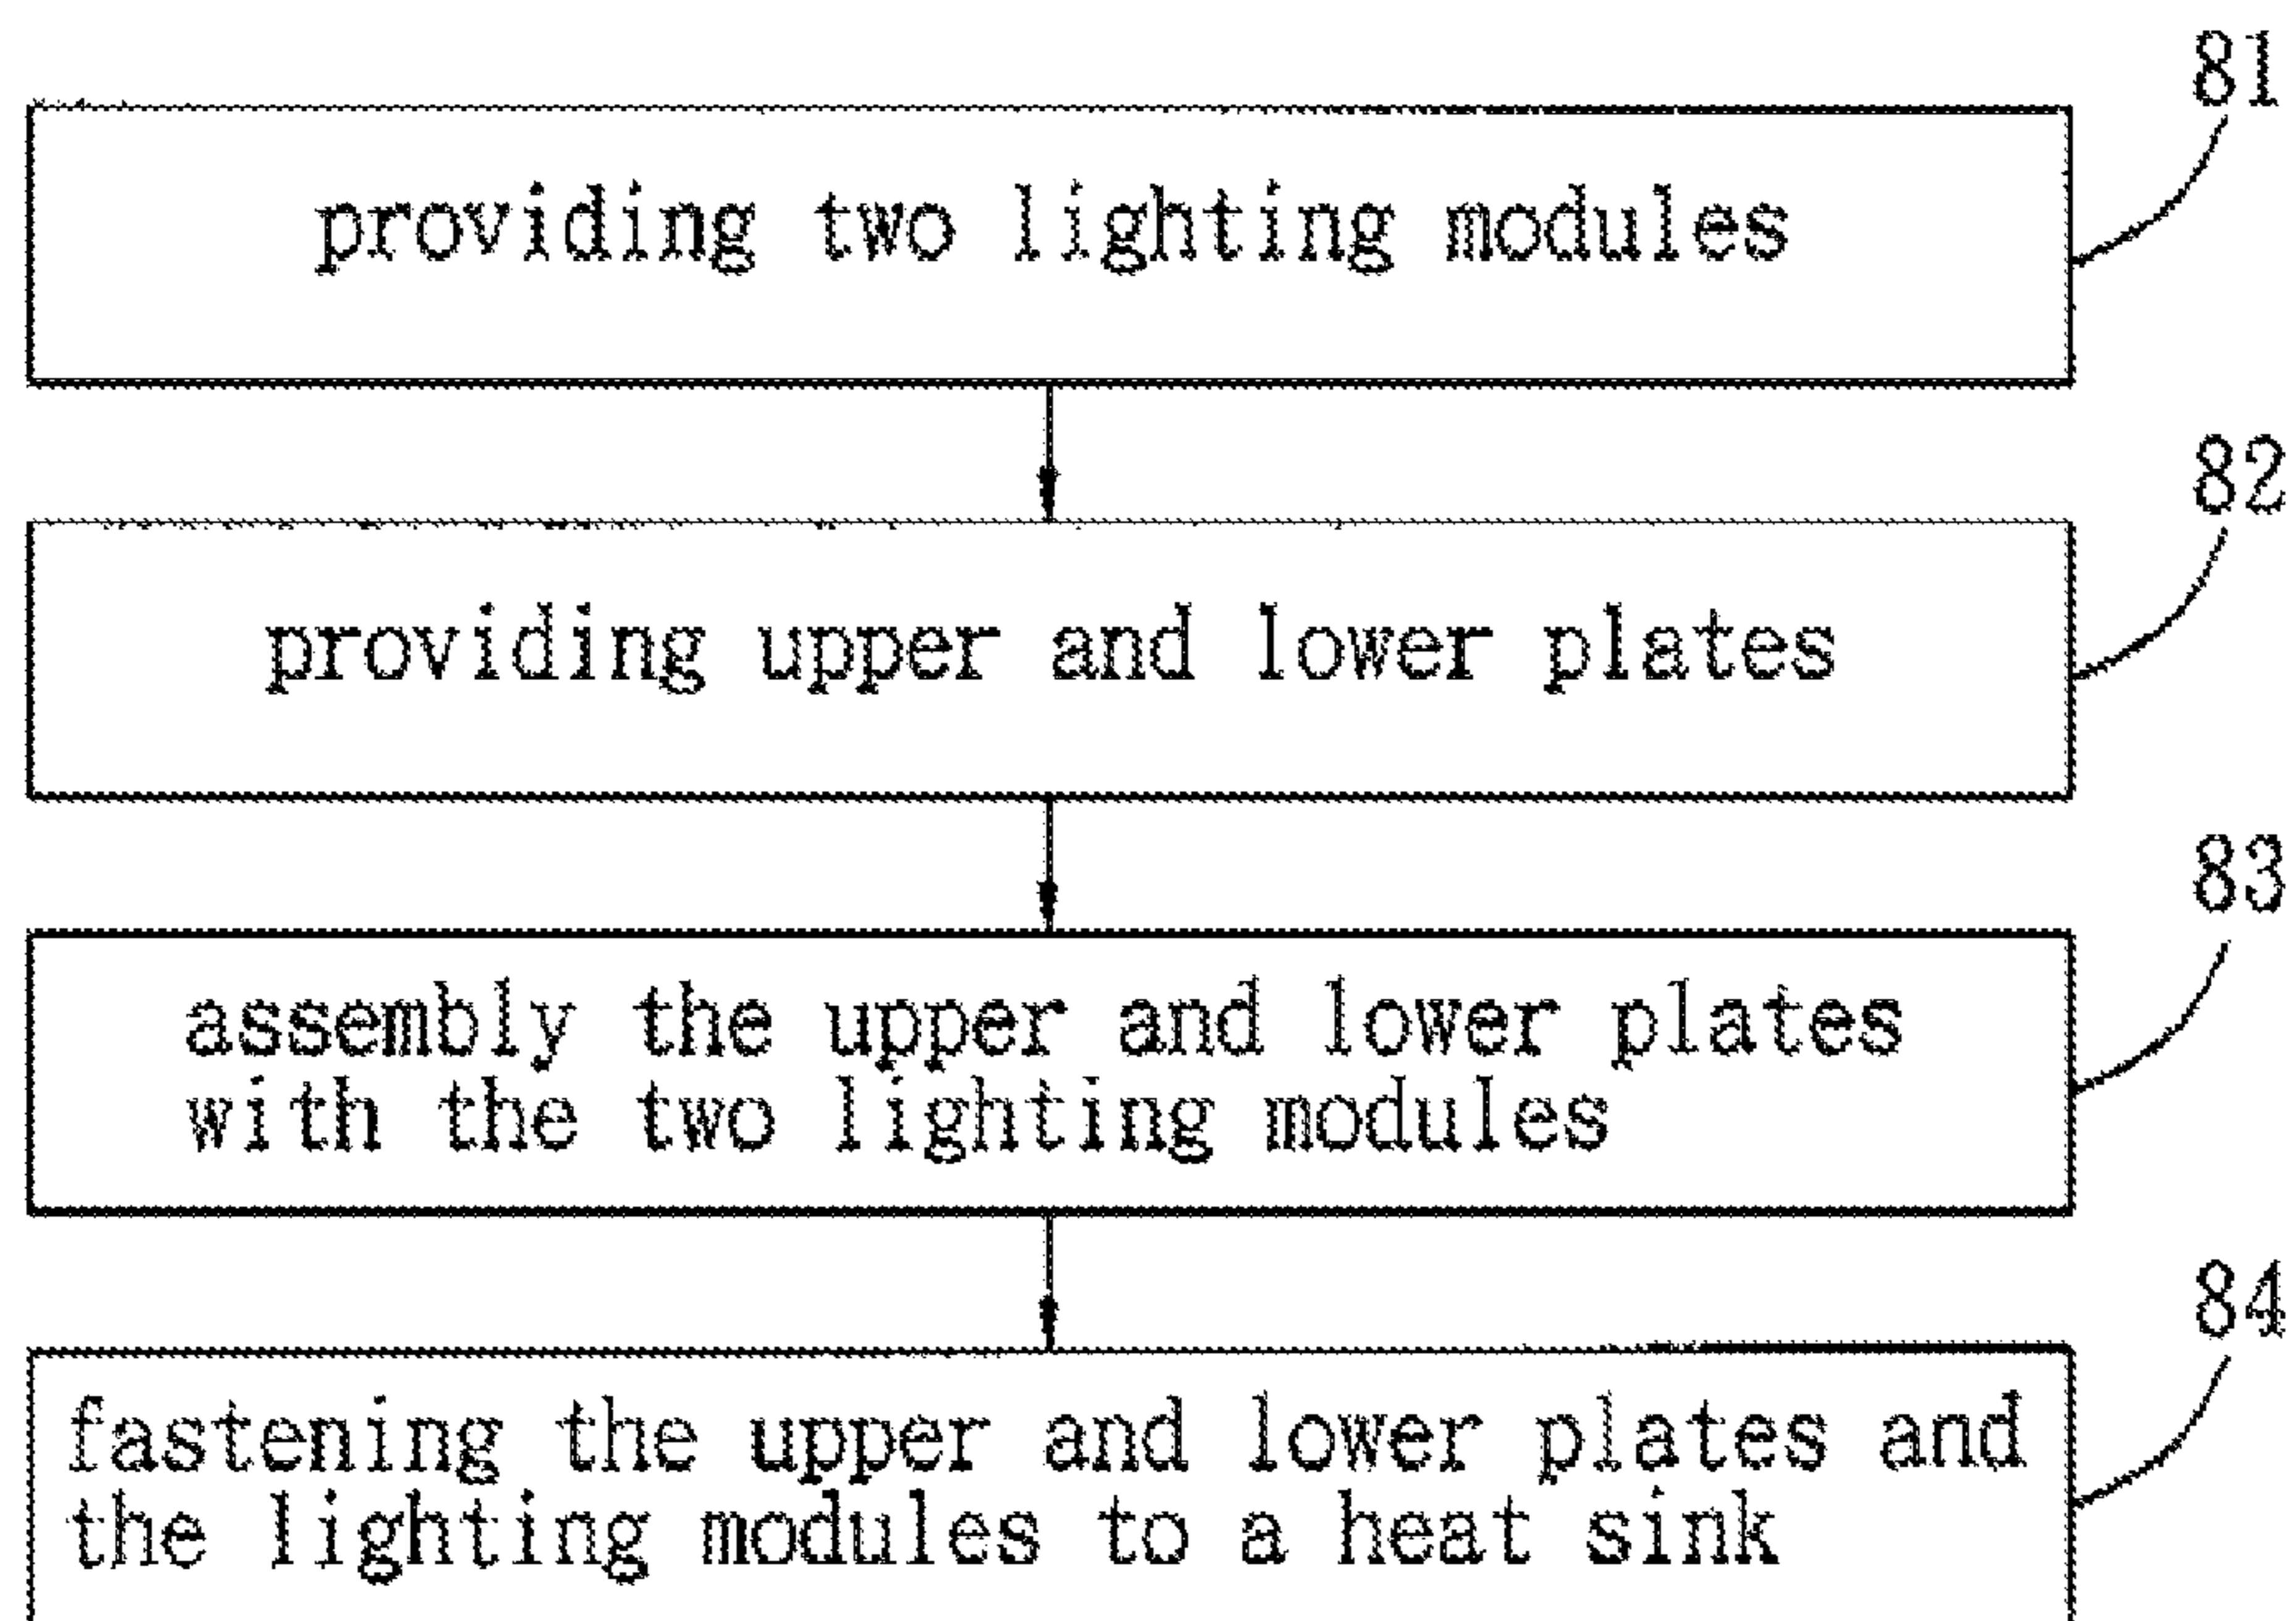 81
providing two lighting modules
82
providing upper and lower plates
83
assembly the upper and lower plates
with the two lighting modules
84
fastening the upper and lower plates and
the lighting modules to a heat sink